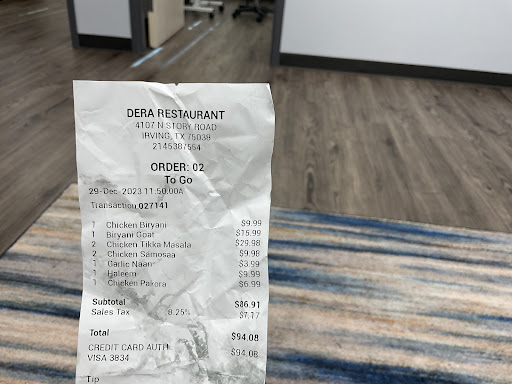 DERA RESTAURANT
4107 N STORY ROAD
IRVING, TX 75038
2145387564
ORDER: 02
To Go
29-Dec-2023 11:50:00A
Transaction 027141
1 Chicken Biryani $9.99
1 Biryani Goat $15.99
2 Chicken Tikka Masala $29.98
2 Chicken Samosaa $9.98
1 Garlic Naan $3.99
1 Haleem $9.99
1 Chicken Pakora $6.99
Subtotal $86.91
Sales Tax 8.25% $7.17
Total $94.08
CREDIT CARD AUTH $94.08
VISA 3834
Tip